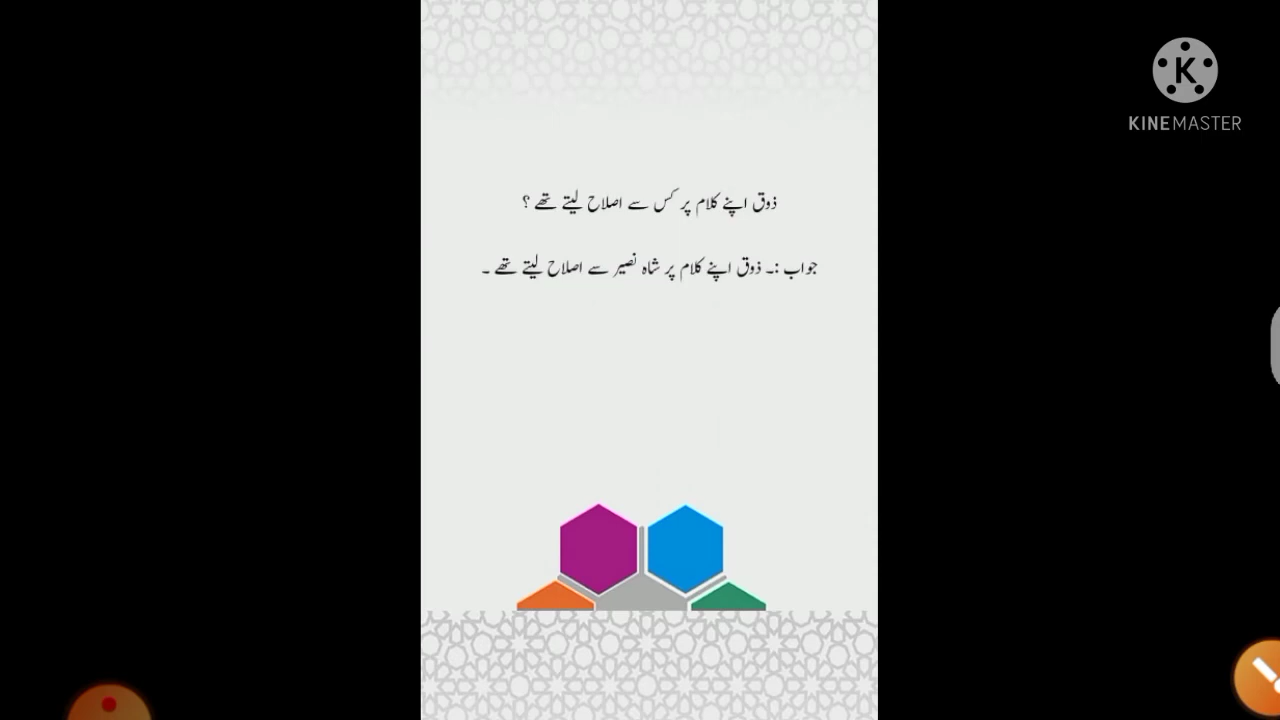 ذوق اپنے کلام پر کس سے اصلاح لیتے تھے ؟
جواب :۔ ذوق اپنے کلام پر شاہ نصیر سے اصلاح لیتے تھے ۔
K
KINEMASTER